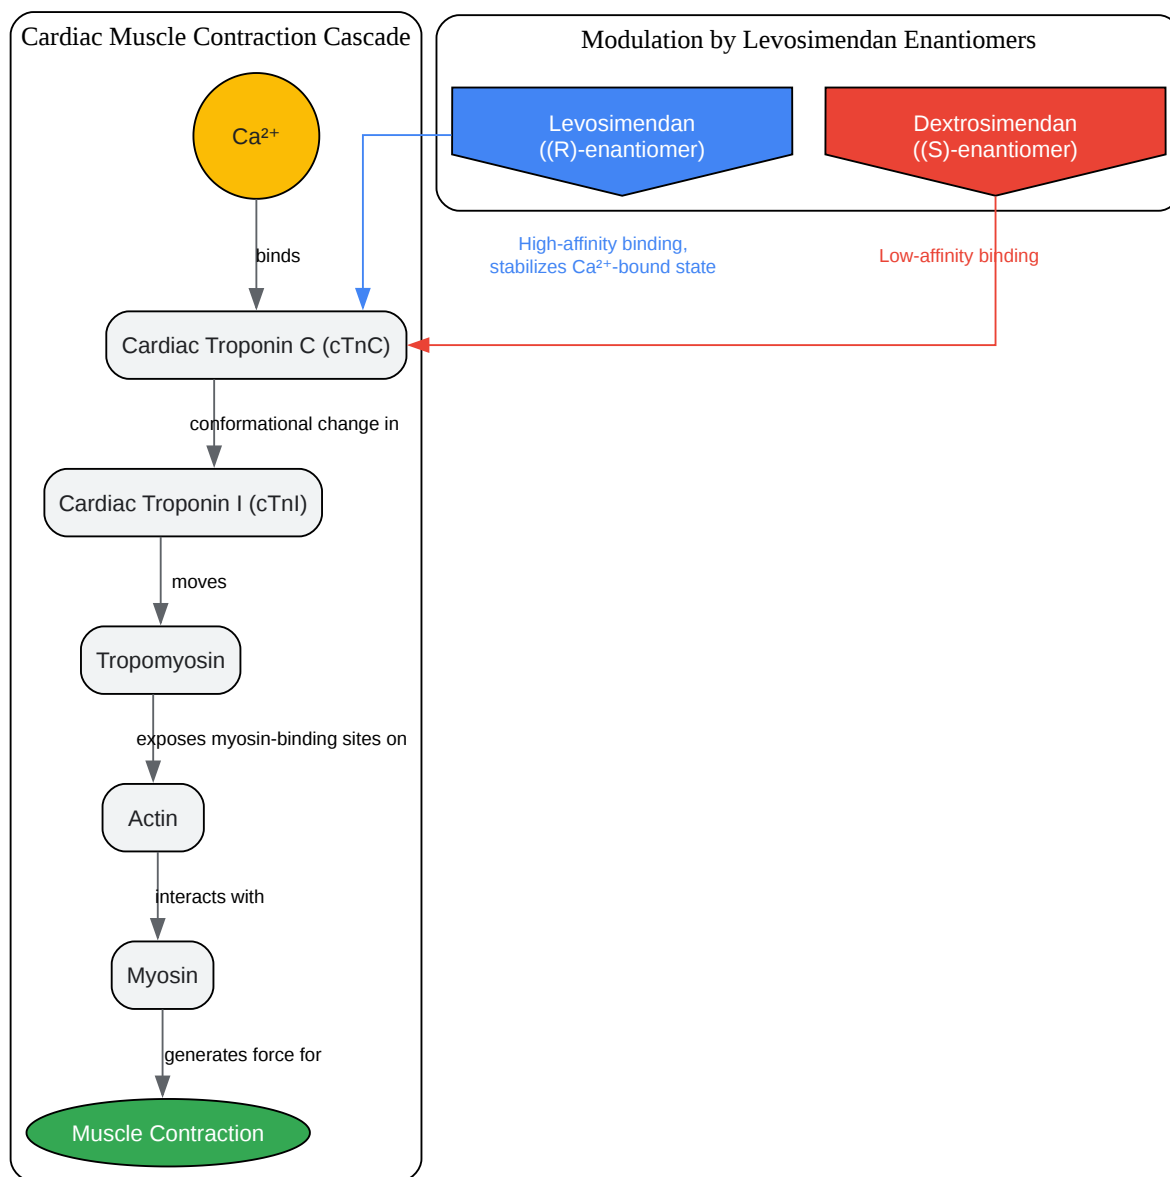 Cardiac Muscle Contraction Cascade
Modulation by Levosimendan Enantiomers
Ca²⁺
Levosimendan
((R)-enantiomer)
Dextrosimendan
((S)-enantiomer)
binds
High-affinity binding,
stabilizes Ca²⁺-bound state
Low-affinity binding
Cardiac Troponin C (cTnC)
conformational change in
Cardiac Troponin I (cTnI)
moves
Tropomyosin
exposes myosin-binding sites on
Actin
interacts with
Myosin
generates force for
Muscle Contraction